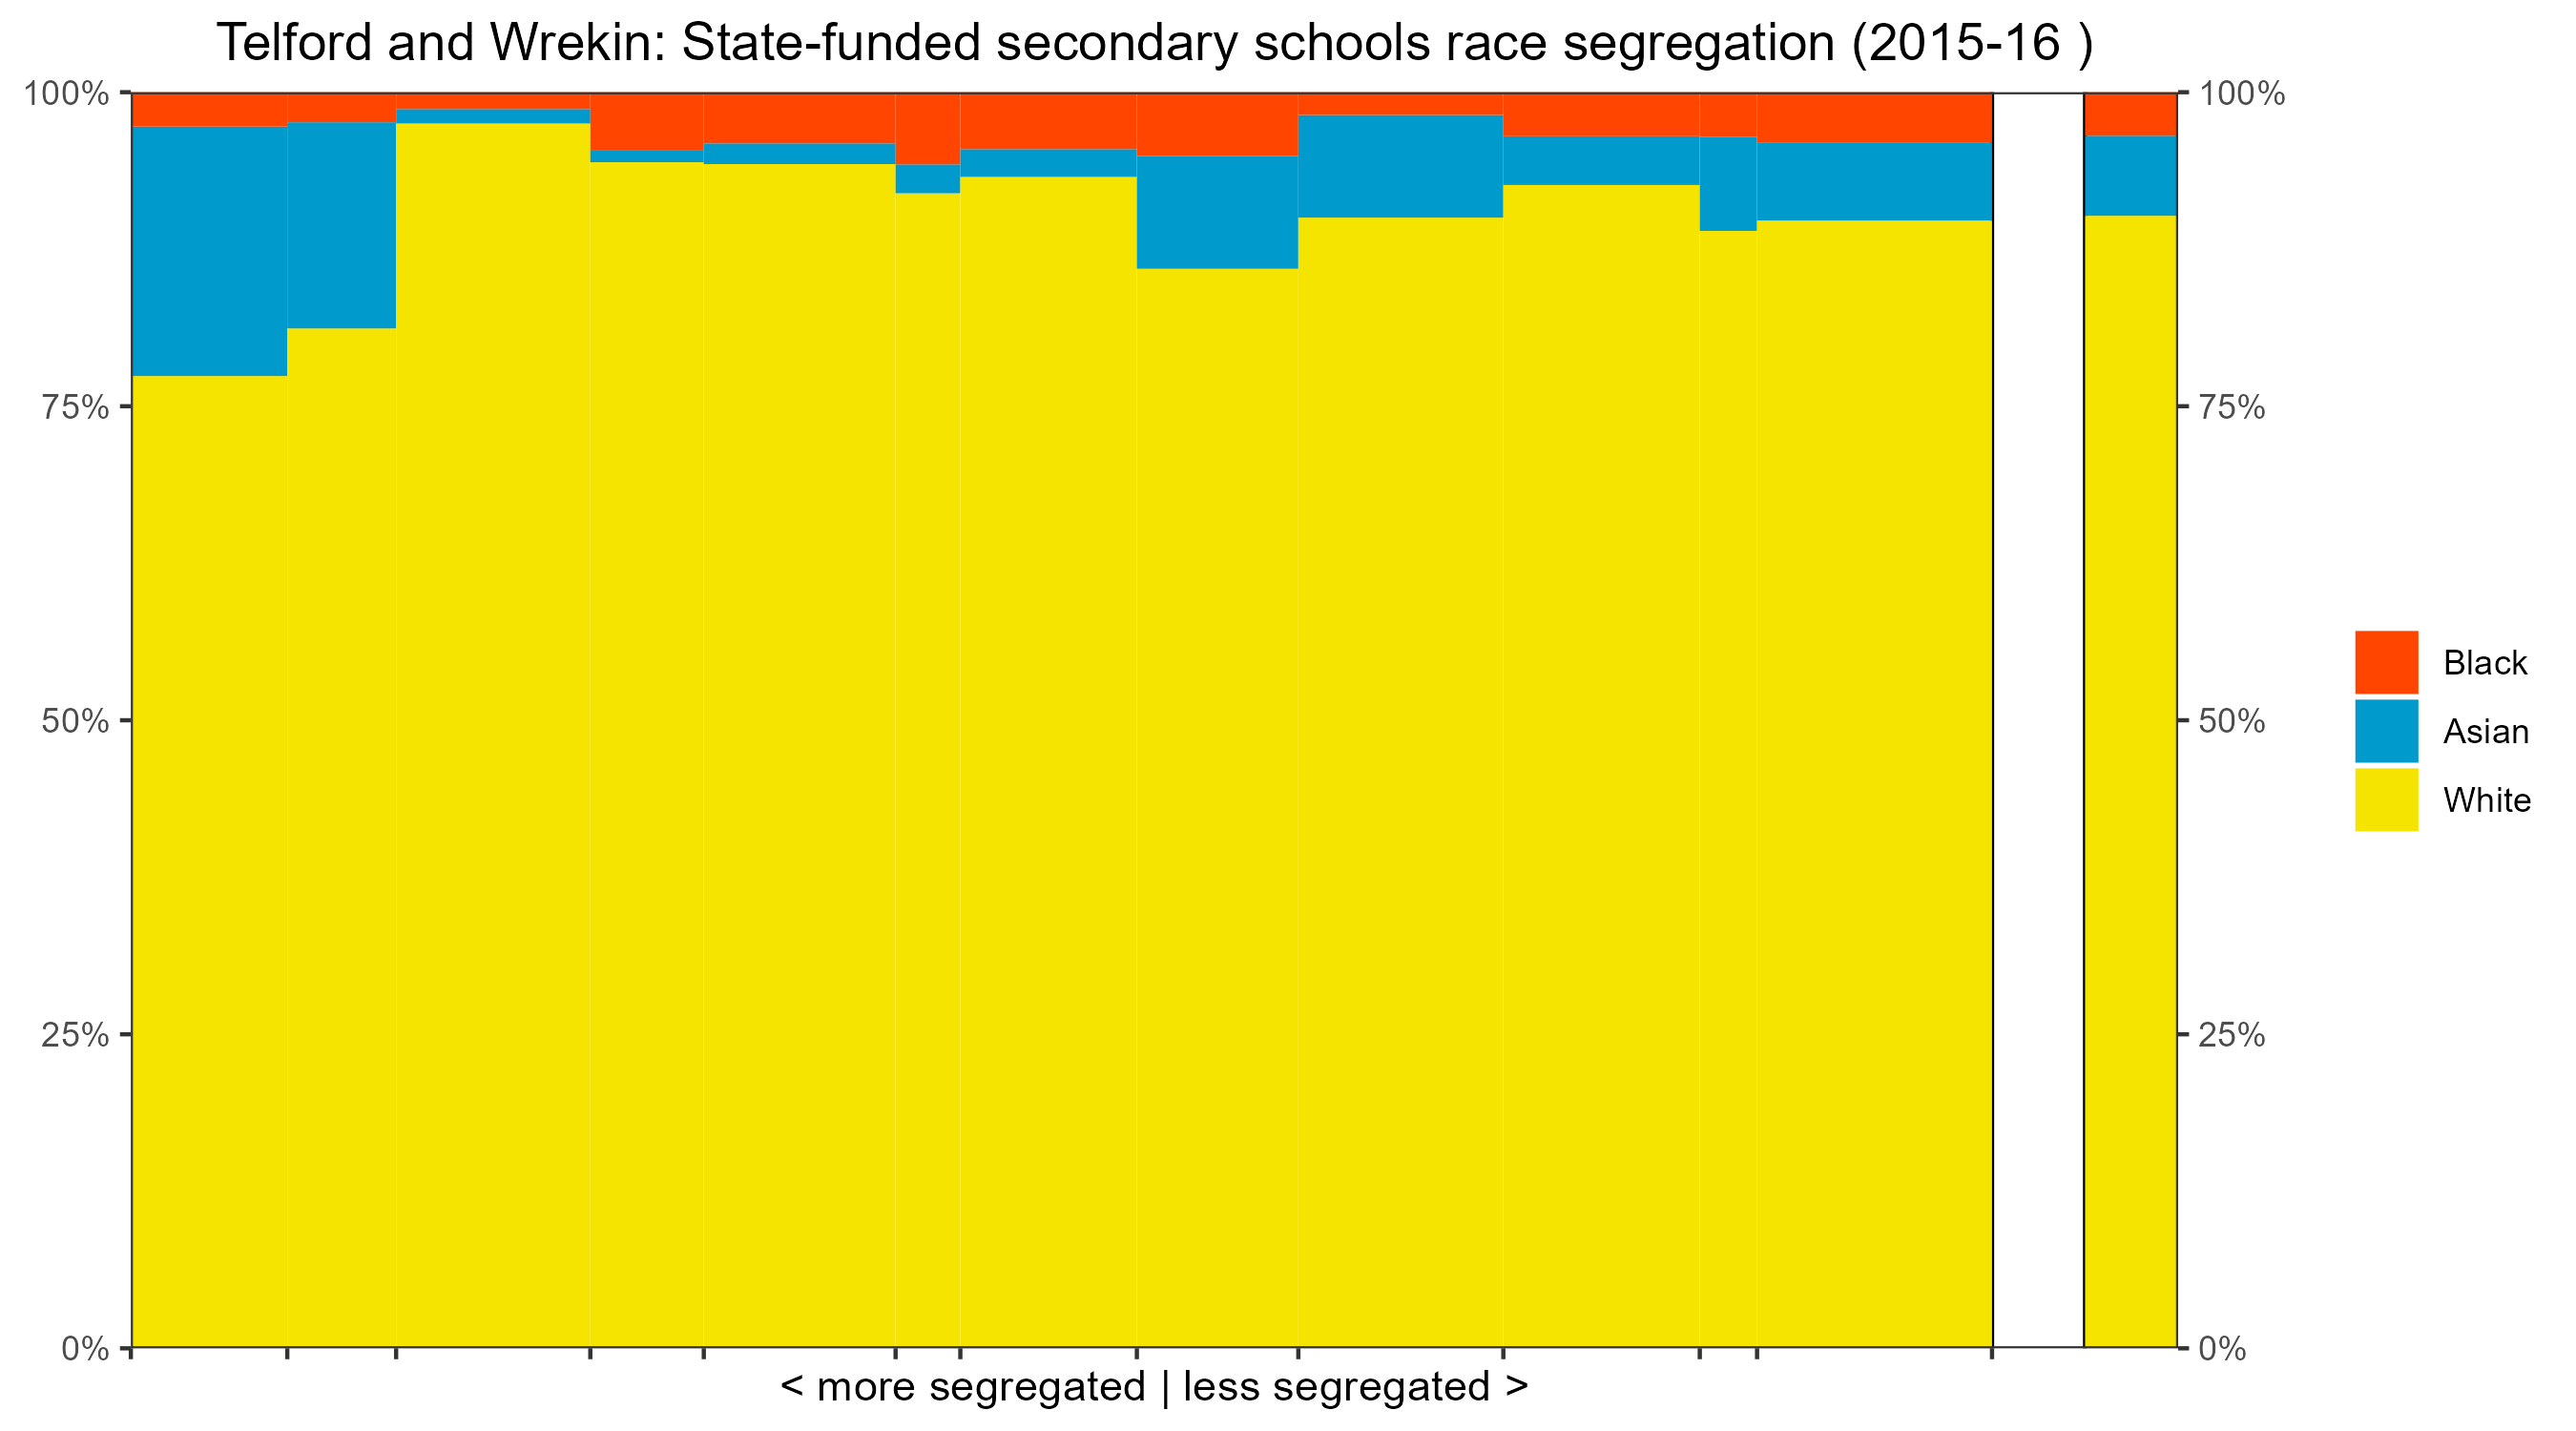 Telford and Wrekin: State-funded secondary schools race segregation (2015-16 )
100%
75%
50%
25%
0%
100%
75%
50%
25%
0%
Black
Asian
White
< more segregated | less segregated >